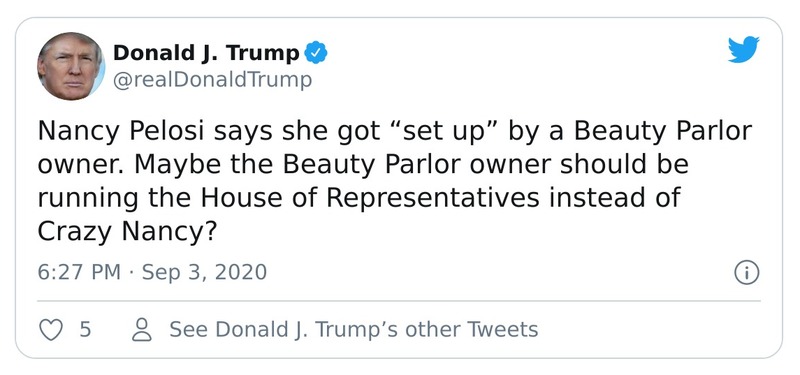 Donald J. Trump
@realDonaldTrump
Nancy Pelosi says she got “set up” by a Beauty Parlor
owner. Maybe the Beauty Parlor owner should be
running the House of Representatives instead of
Crazy Nancy?
6:27 PM · Sep 3, 2020
5
See Donald J. Trump’s other Tweets